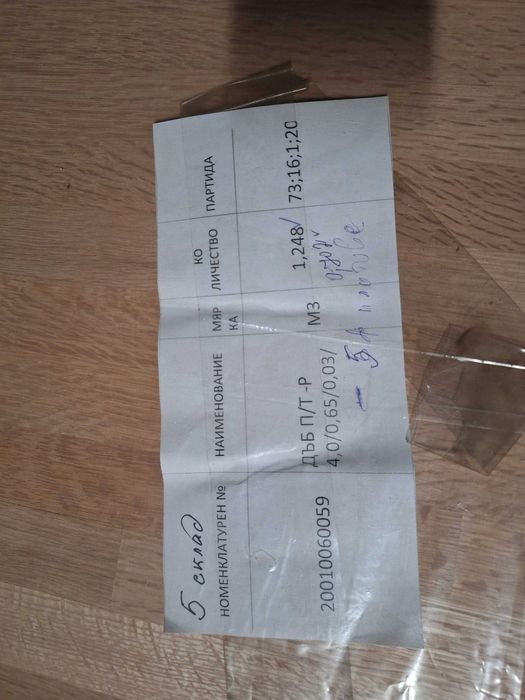 5 склад
НОМЕНКЛАТУРЕН № НАИМЕНОВАНИЕ МЯР КО ПАРТИДА
КА ЛИЧЕСТВО
20010060059 ДЪБ П/Т -Р М3 1,248 73;16;1;20
4,0/0,65/0,03/
- 5